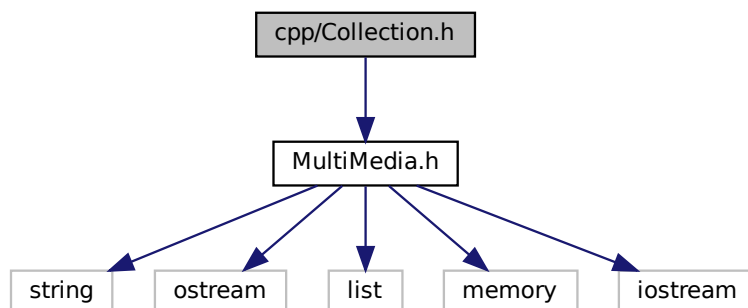 cpp/Collection.h
MultiMedia.h
string
ostream
list
memory
iostream